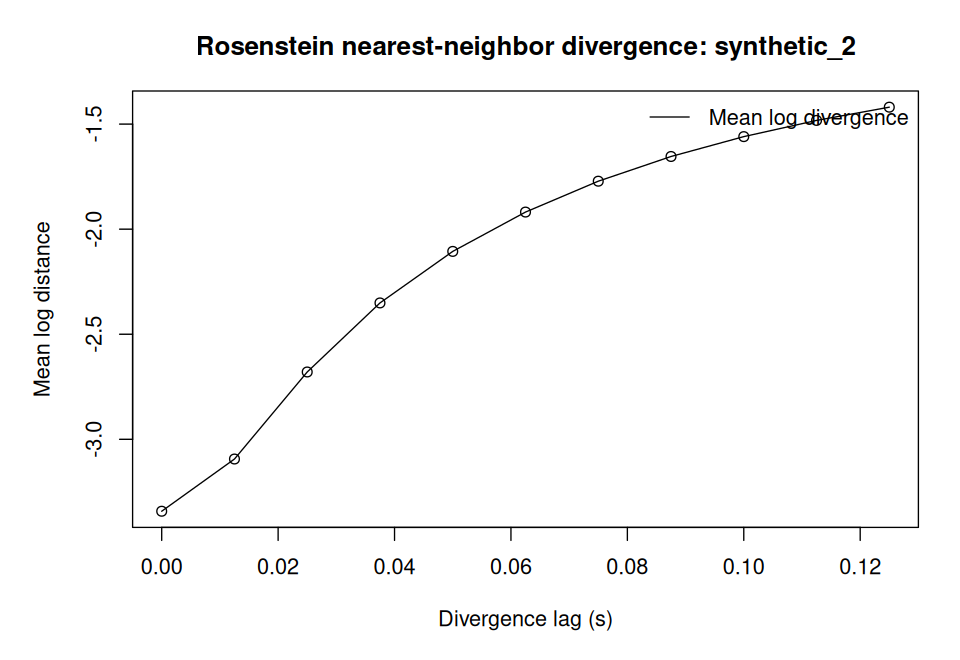 Rosenstein nearest-neighbor divergence: synthetic_2
Mean log divergence
-1.5
-2.0
-2.5
-3.0
Mean log distance
0.00 0.02 0.04 0.06 0.08 0.10 0.12
Divergence lag (s)